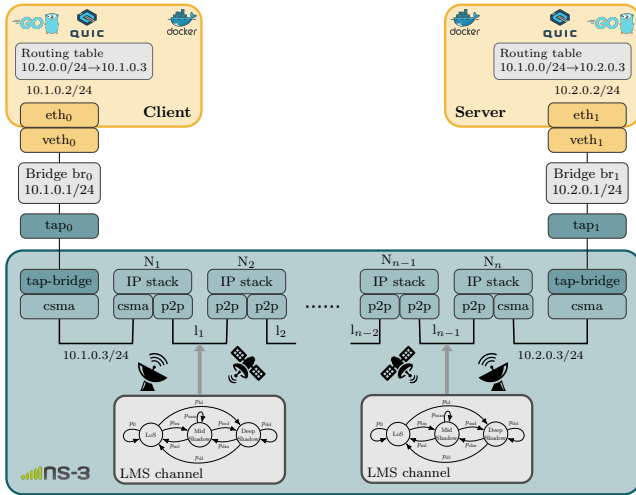 GO QUIC docker
Routing table
10.2.0.0/24→10.1.0.3
10.1.0.2/24
eth0
Client
veth0
Bridge br0
10.1.0.1/24
tap0
docker QUIC GO
Routing table
10.1.0.0/24→10.2.0.3
10.2.0.2/24
Server
eth1
veth1
Bridge br1
10.2.0.1/24
tap1
N1 N2 Nn−1 Nn
tap-bridge IP stack IP stack ...... IP stack IP stack tap-bridge
csma csma p2p p2p p2p p2p p2p p2p csma csma
l1 l2 ln−2 ln−1
10.1.0.3/24 10.2.0.3/24
LoS Mid Shadow Deep Shadow
LMS channel
LoS Mid Shadow Deep Shadow
LMS channel
NS-3